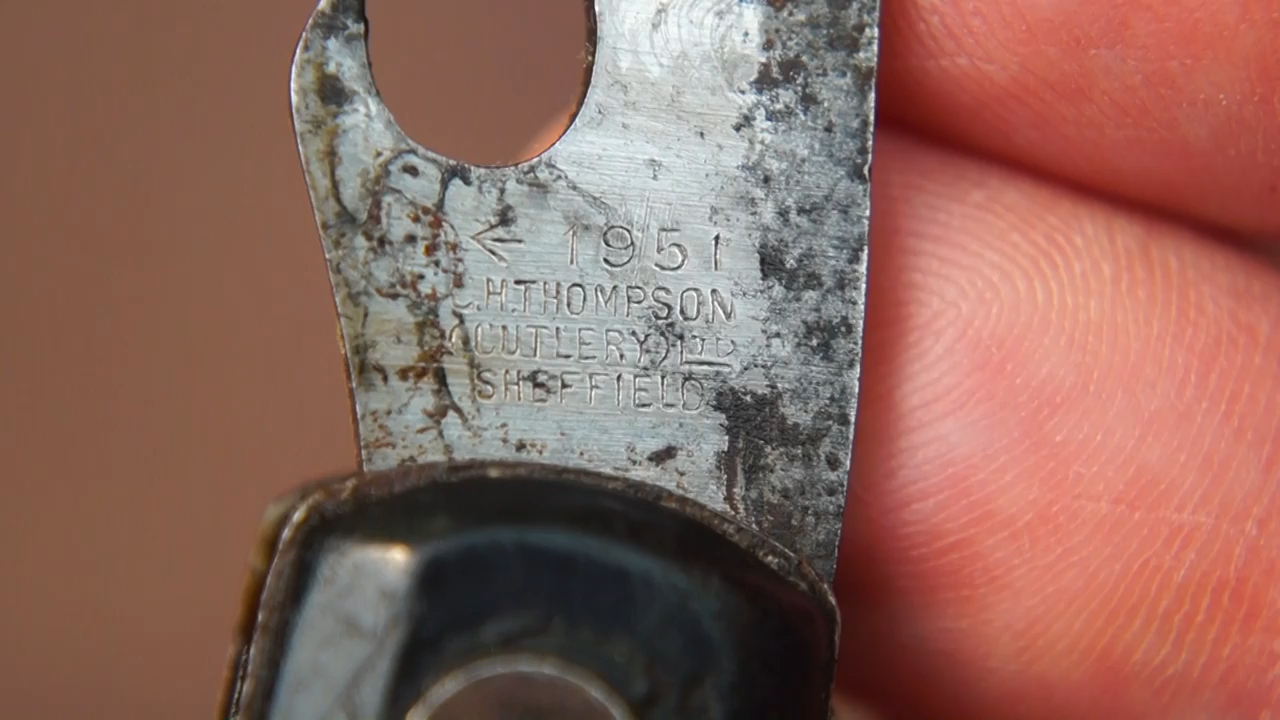 ← 1951
.H.THOMPSON
(CUTLERY) LTD
SHEFFIELD